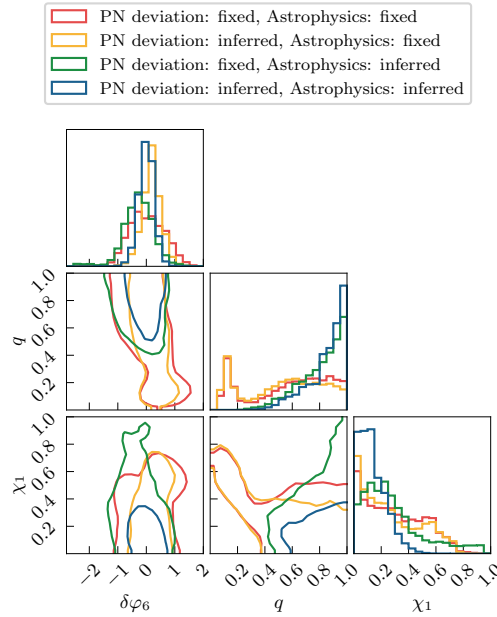 PN deviation: fixed, Astrophysics: fixed
PN deviation: inferred, Astrophysics: fixed
PN deviation: fixed, Astrophysics: inferred
PN deviation: inferred, Astrophysics: inferred
1.0
0.8
0.6
0.4
0.2
q
1.0
0.8
0.6
0.4
0.2
χ₁
−2 −1 0 1 2
0.2 0.4 0.6 0.8 1.0
0.2 0.4 0.6 0.8 1.0
δφ₆ q χ₁